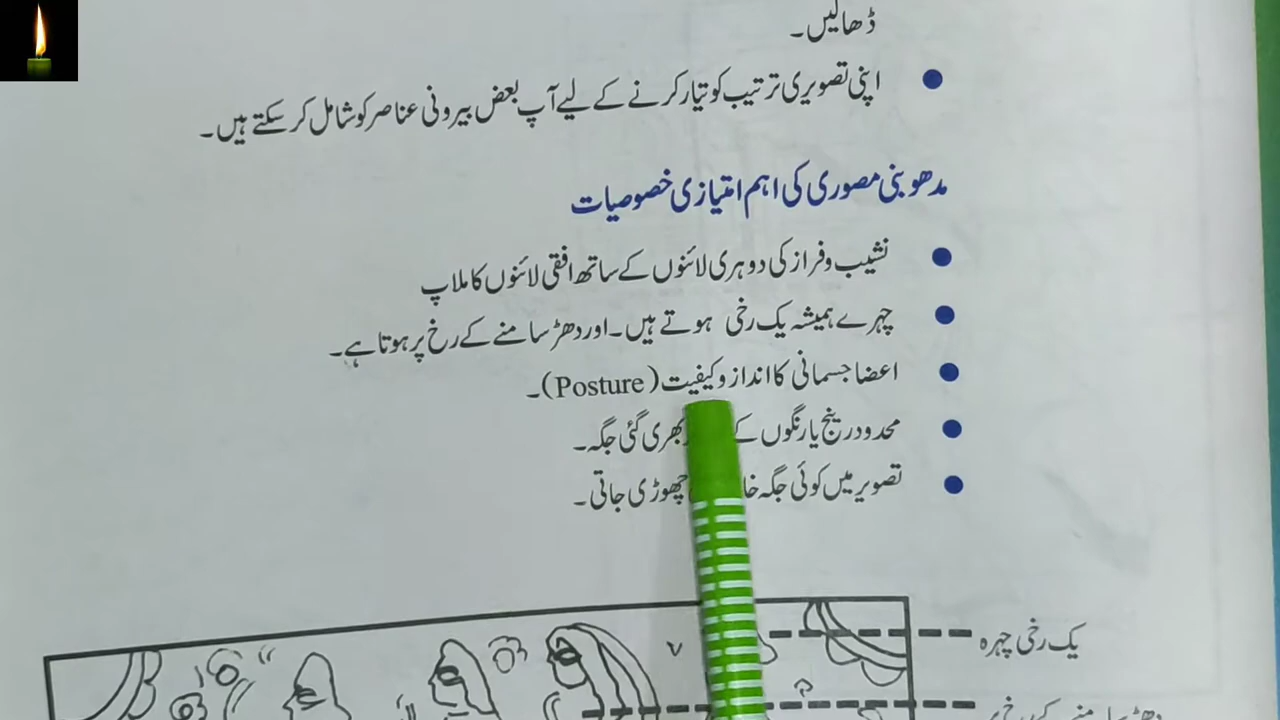 ڈھالیں۔
اپنی تصویری ترتیب کو تیار کرنے کے لیے آپ بعض بیرونی عناصر کو شامل کر سکتے ہیں۔
مدھوبنی مصوری کی اہم امتیازی خصوصیات
نشیب و فراز کی دوہری لائنوں کے ساتھ افقی لائنوں کا ملاپ
چہرے ہمیشہ یک رخی ہوتے ہیں۔ اور دھڑ سامنے کے رخ پر ہوتا ہے۔
اعضا جسمانی کا انداز و کیفیت (Posture)۔
محدود رینج یا رنگوں بھری گئی جگہ۔
تصویر میں کوئی جگہ چھوڑی جاتی۔
یک رخی چہرہ